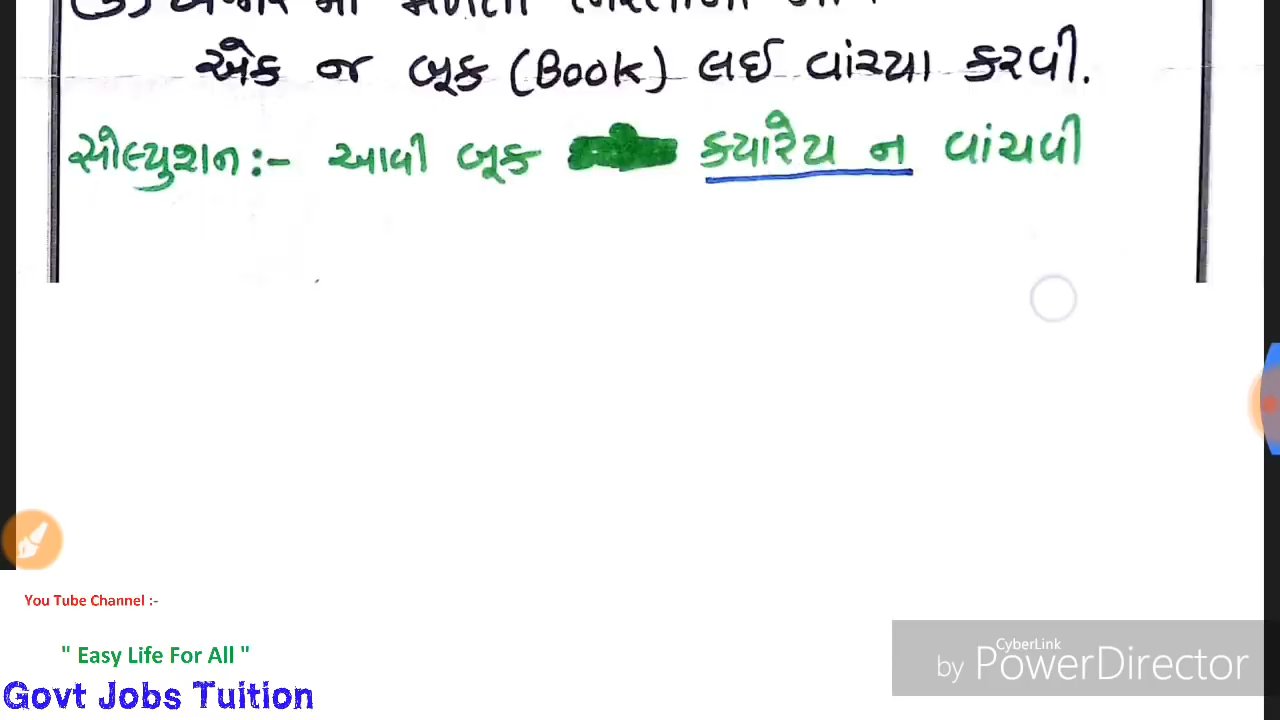 એક જ બૂક (Book) લઈ વાંચ્યા કરવી.
સોલ્યુશન:- આવી બૂક ક્યારેય ન વાંચવી
You Tube Channel :-
" Easy Life For All "
Govt Jobs Tuition
CyberLink
by PowerDirector